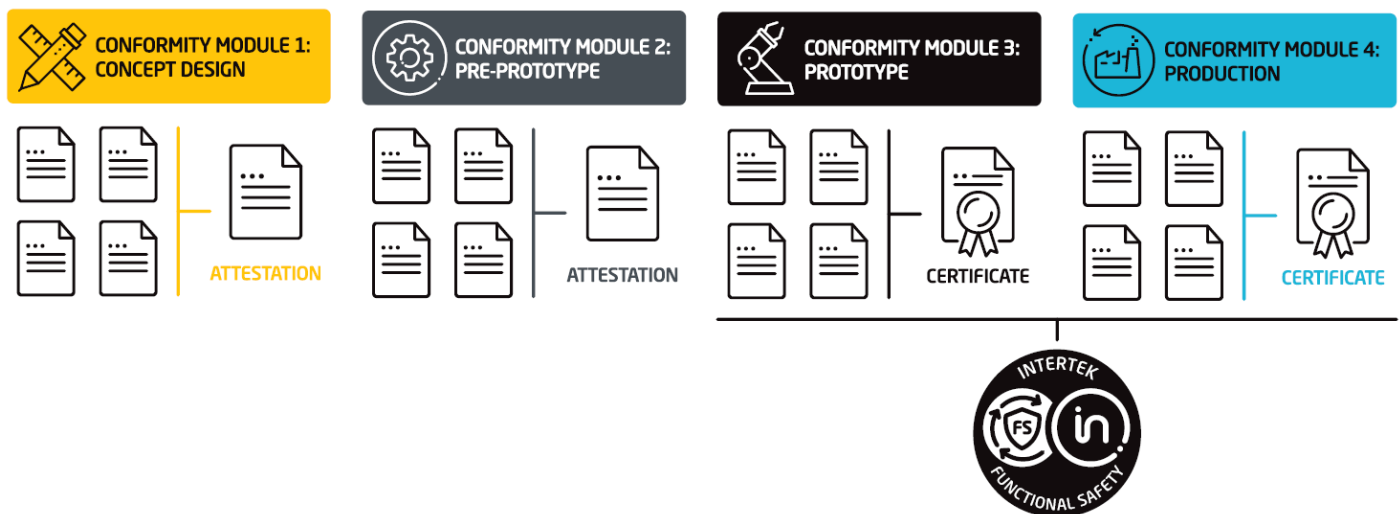 CONFORMITY MODULE 1:
CONCEPT DESIGN
CONFORMITY MODULE 2:
PRE-PROTOTYPE
CONFORMITY MODULE 3:
PROTOTYPE
CONFORMITY MODULE 4:
PRODUCTION
ATTESTATION
ATTESTATION
CERTIFICATE
CERTIFICATE
INTERTEK
FS
in
FUNCTIONAL SAFETY